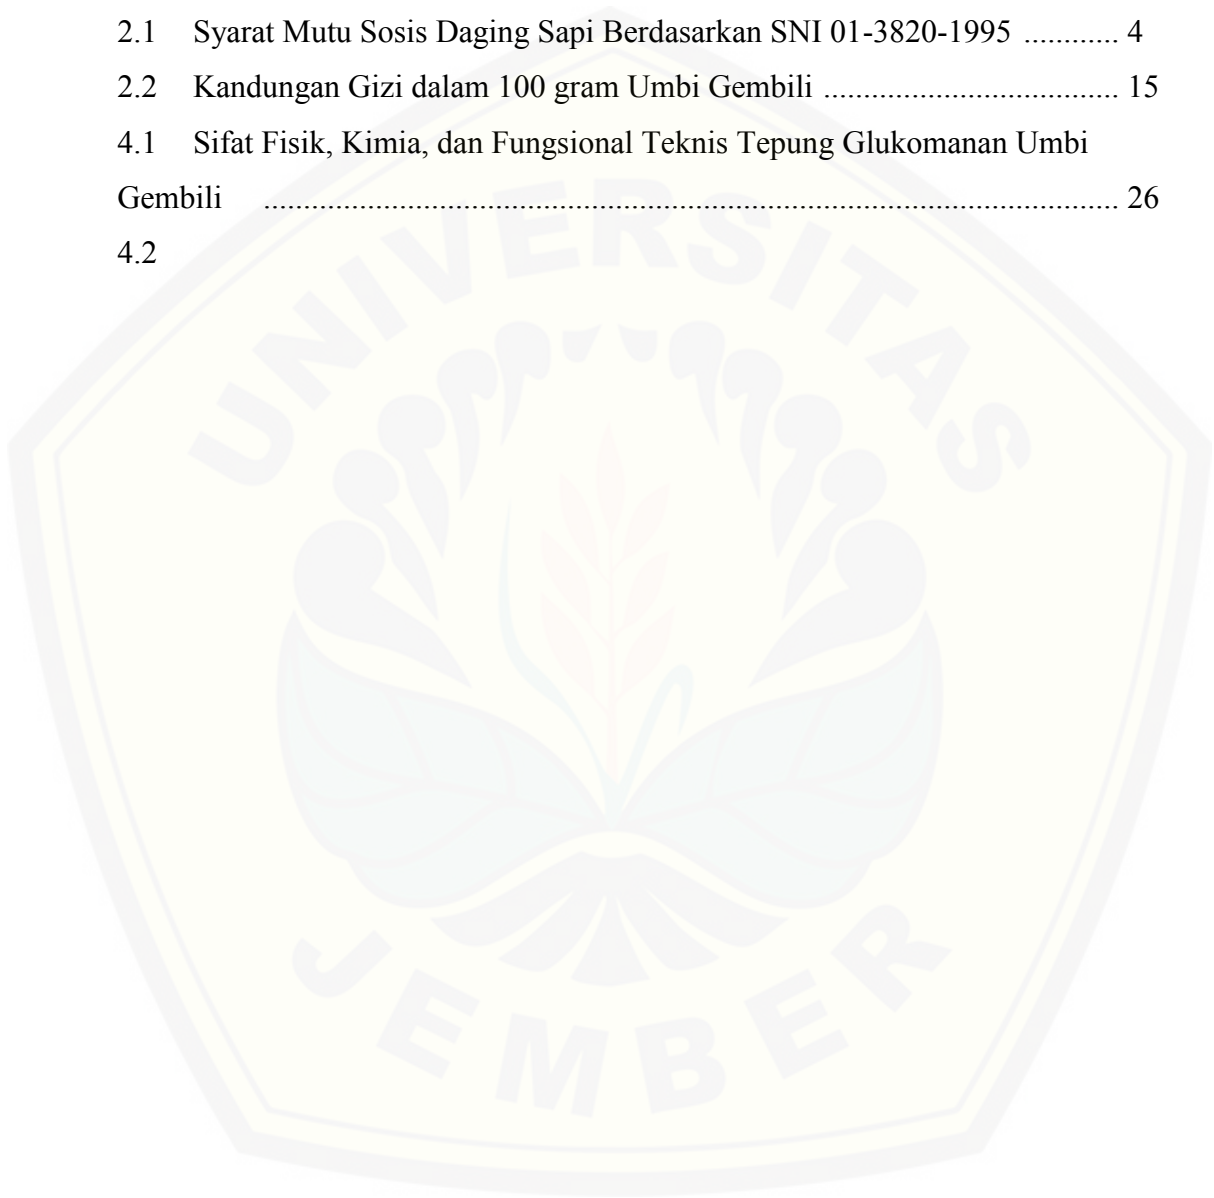 2.1 Syarat Mutu Sosis Daging Sapi Berdasarkan SNI 01-3820-1995 ............ 4
2.2 Kandungan Gizi dalam 100 gram Umbi Gembili ..................................... 15
4.1 Sifat Fisik, Kimia, dan Fungsional Teknis Tepung Glukomanan Umbi
Gembili ............................................................................................................ 26
4.2
UNIVERSITAS
JEMBER